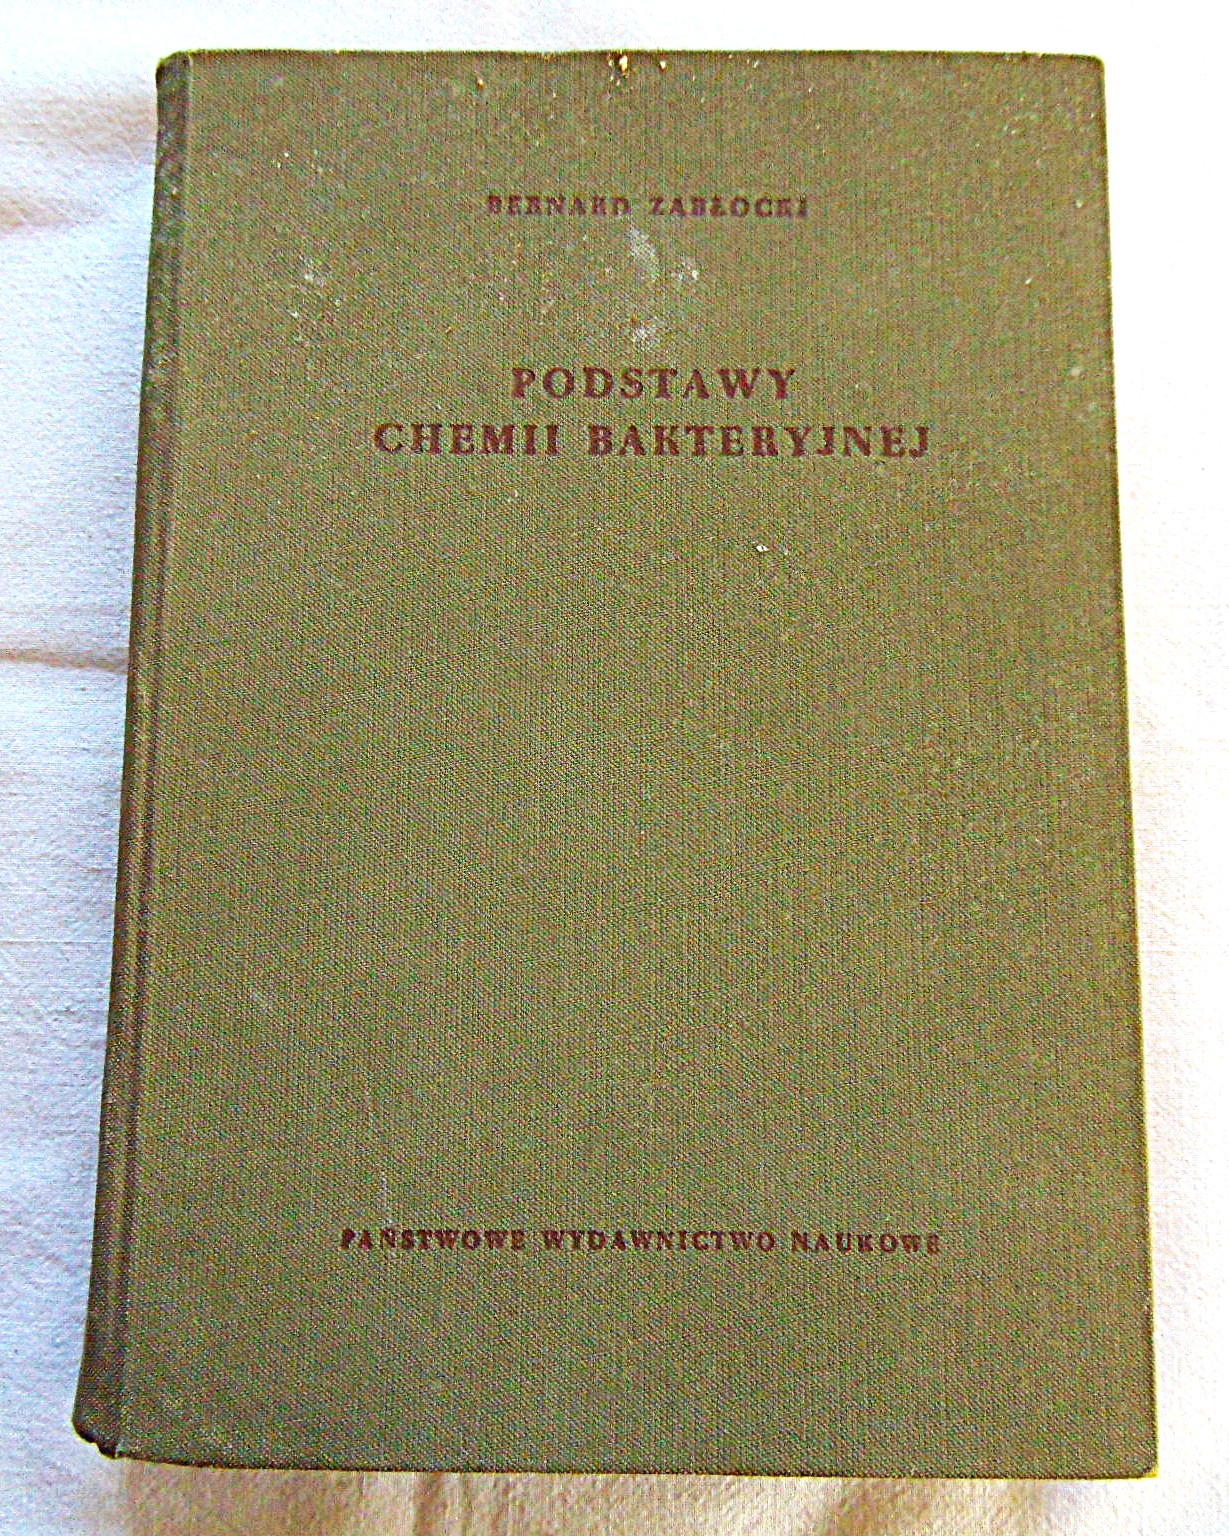 BERNARD ZABŁOCKI
PODSTAWY
CHEMII BAKTERYJNEJ
PAŃSTWOWE WYDAWNICTWO NAUKOWE